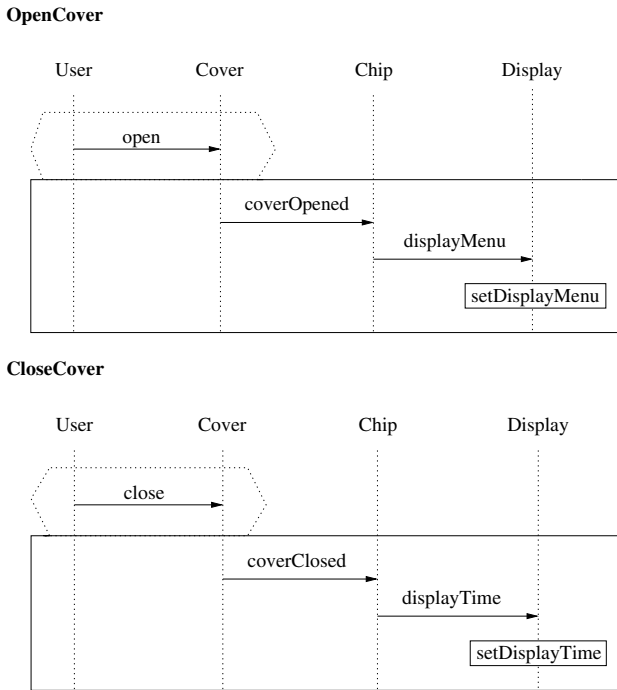 OpenCover
User Cover Chip Display
open
coverOpened
displayMenu
setDisplayMenu
CloseCover
User Cover Chip Display
close
coverClosed
displayTime
setDisplayTime